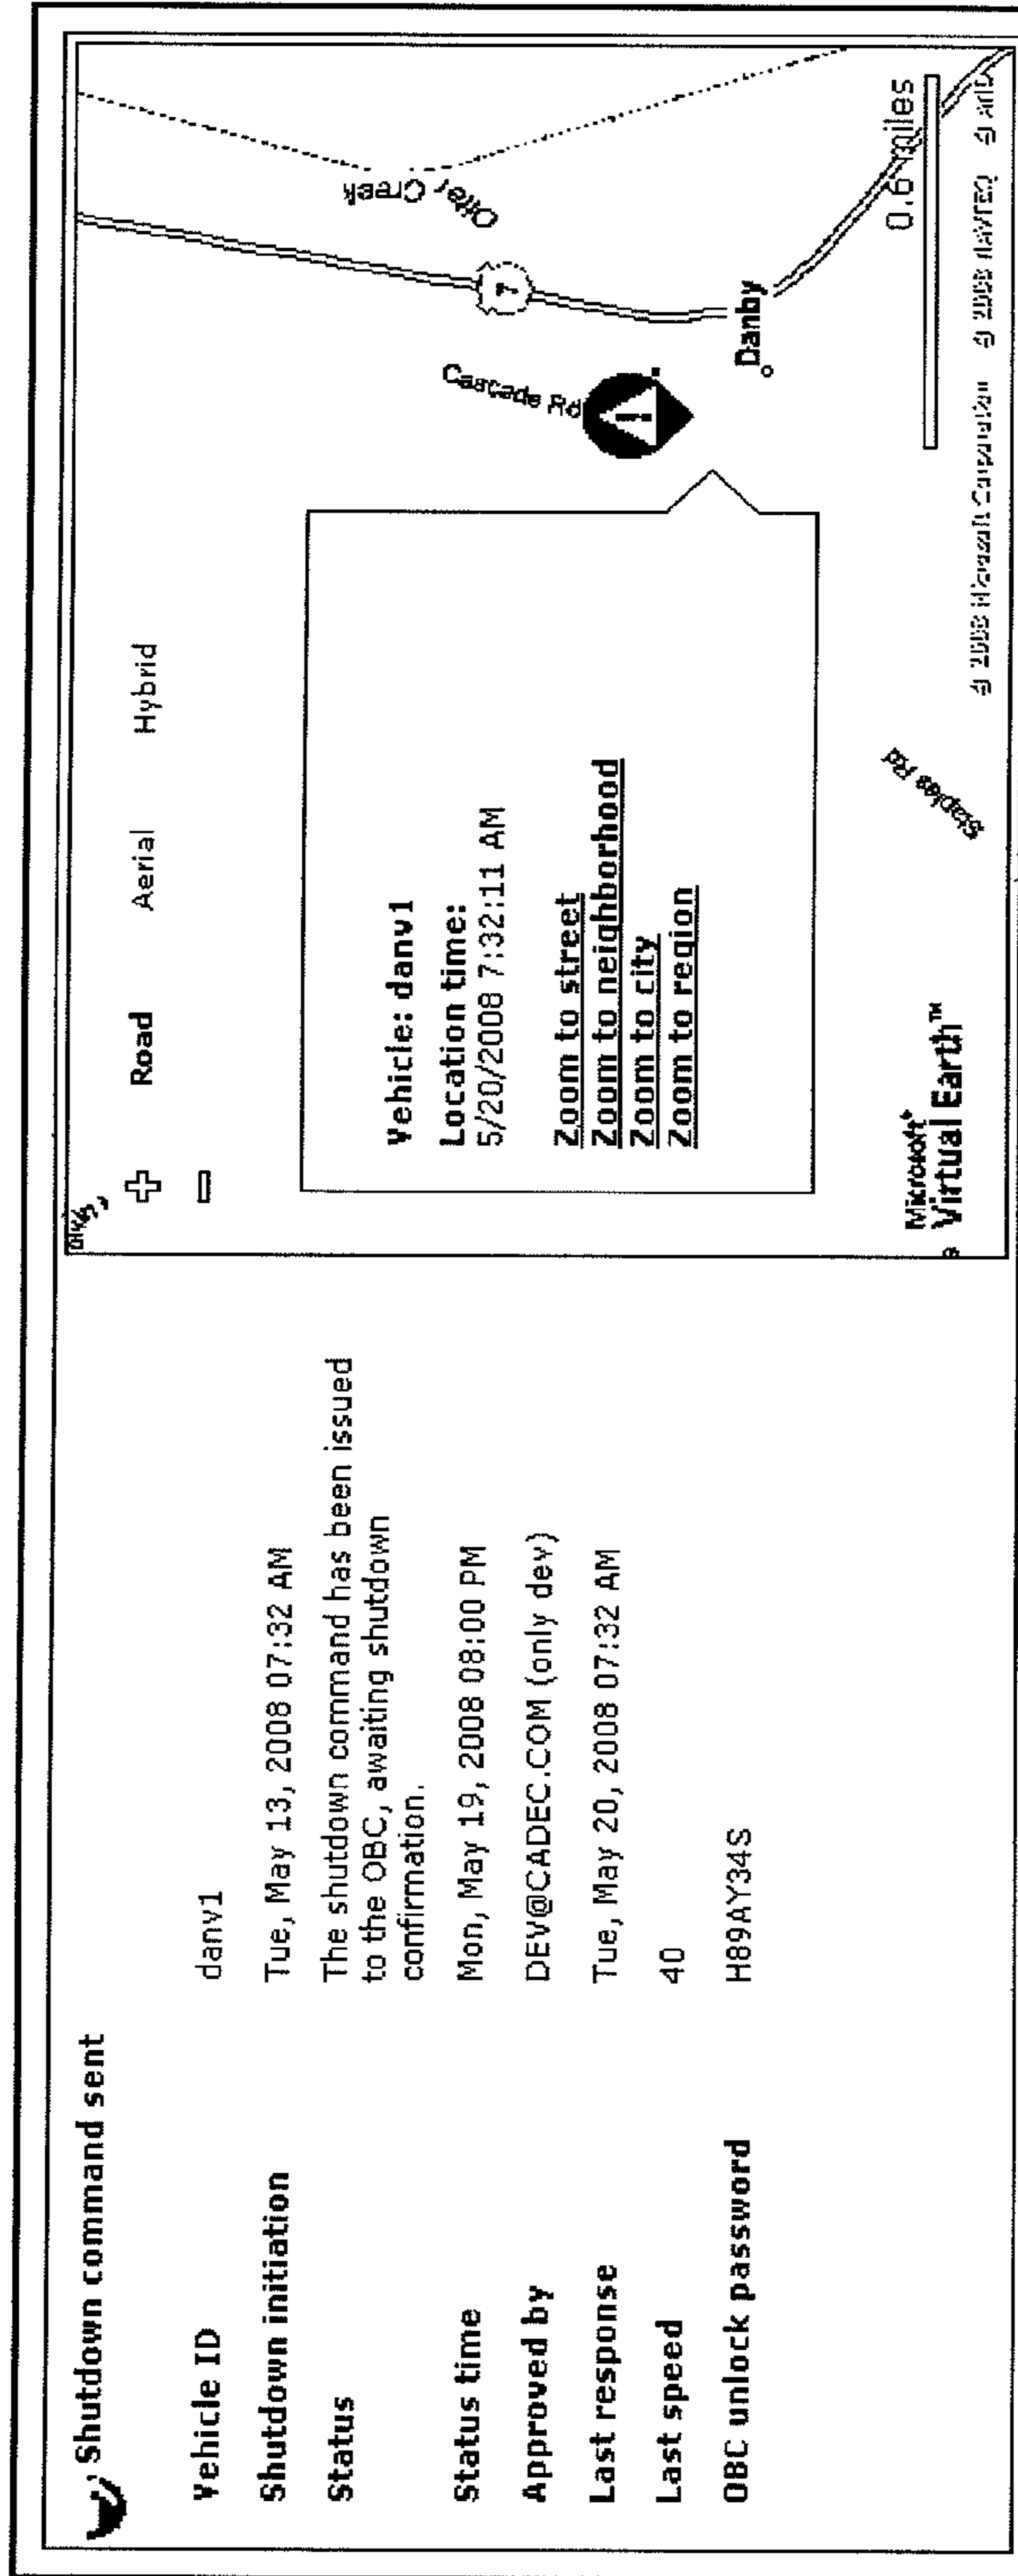 Shutdown command sent
Vehicle ID danv1
Shutdown initiation Tue, May 13, 2008 07:32 AM
Status The shutdown command has been issued
to the OBC, awaiting shutdown
confirmation.
Status time Mon, May 19, 2008 08:00 PM
Approved by DEV@CADEC.COM (only dev)
Last response Tue, May 20, 2008 07:32 AM
Last speed 40
OBC unlock password H89AY34S
Road Aerial Hybrid
Vehicle: danv1
Location time:
5/20/2008 7:32:11 AM
Zoom to street
Zoom to neighborhood
Zoom to city
Zoom to region
Cascade Rd
Otter Creek
7
Danby
Staples Rd
0.6 miles
Microsoft
Virtual Earth™
© 2008 Microsoft Corporation © 2008 NAVTEQ